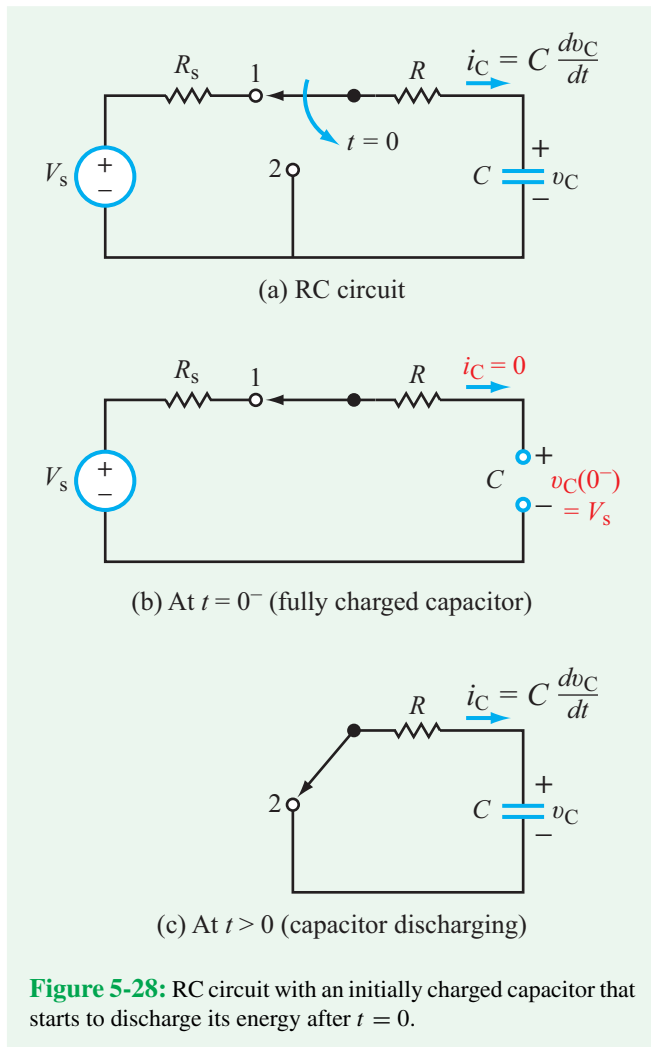 R_s 1 R i_C = C dv_C/dt
t = 0
V_s + − 2 C + v_C −
(a) RC circuit
R_s 1 R i_C = 0
V_s + − C + v_C(0⁻) − = V_s
(b) At t = 0⁻ (fully charged capacitor)
R i_C = C dv_C/dt
2 C + v_C −
(c) At t > 0 (capacitor discharging)
Figure 5-28: RC circuit with an initially charged capacitor that
starts to discharge its energy after t = 0.